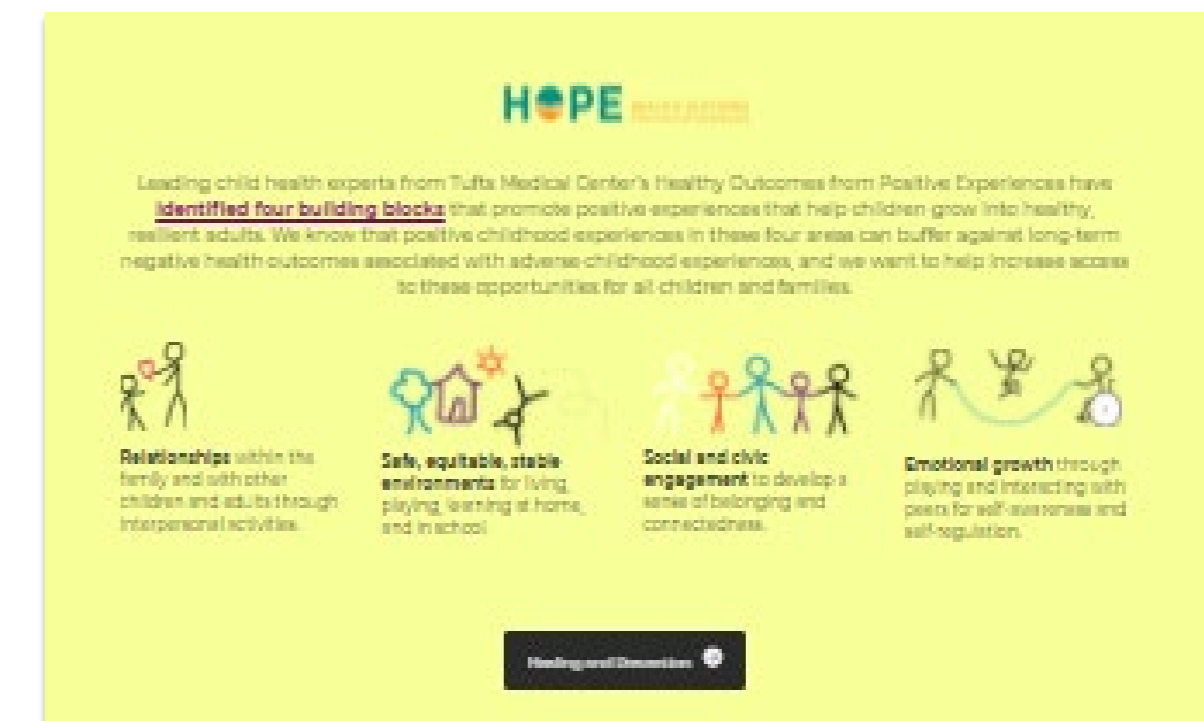 HOPE
Leading child health experts from Tufts Medical Center's Healthy Outcomes from Positive Experiences have
identified four building blocks that promote positive experiences that help children grow into healthy,
resilient adults. We know that positive childhood experiences in these four areas can buffer against long-term
negative health outcomes associated with adverse childhood experiences, and we want to help increase access
to these opportunities for all children and families.
Relationships within the
family and with other
children and adults through
interpersonal activities.
Safe, equitable, stable
environments for living,
playing, learning at home,
and in school.
Social and civic
engagement to develop a
sense of belonging and
connectedness.
Emotional growth through
playing and interacting with
peers for self-awareness and
self-regulation.
Healing and Prevention